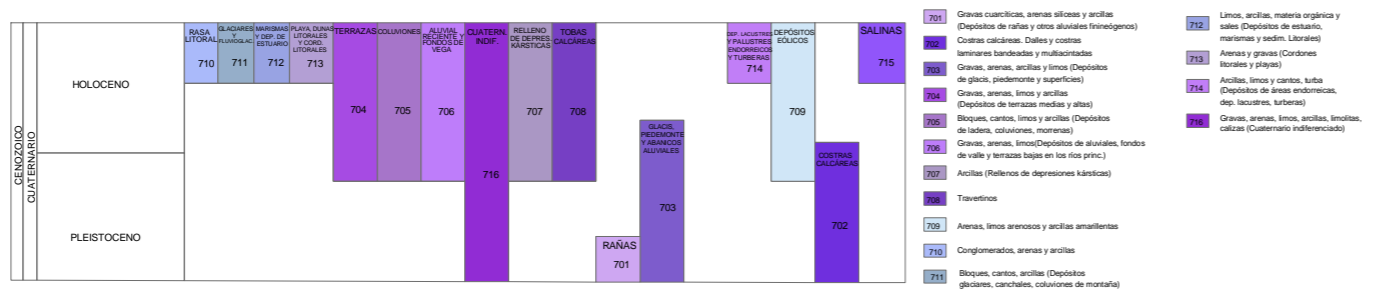 CENOZOICO
CUATERNARIO
HOLOCENO
PLEISTOCENO
RASA
LITORAL
710
GLACIARES
Y
FLUVIOGLAC.
711
MARISMAS
Y DEP. DE
ESTUARIO
712
PLAYA, DUNAS
LITORALES
Y CORD.
LITORALES
713
TERRAZAS
704
COLUVIONES
705
ALUVIAL
RECIENTE Y
FONDOS DE
VEGA
706
CUATERN.
INDIF.
716
RELLENO
DE DEPRES.
KÁRSTICAS
707
TOBAS
CALCÁREAS
708
RAÑAS
701
GLACIS,
PIEDEMONTE
Y ABANICOS
ALUVIALES
703
DEP. LACUSTRES
Y PALUSTRES
ENDORREICOS
Y TURBERAS
714
DEPÓSITOS
EÓLICOS
709
COSTRAS
CALCÁREAS
702
SALINAS
715
701 Gravas cuarcíticas, arenas silíceas y arcillas
(Depósitos de rañas y otros aluviales finineógenos)
702 Costras calcáreas. Dalles y costras
laminares bandeadas y multiacintadas
703 Gravas, arenas, arcillas y limos (Depósitos
de glacis, piedemonte y superficies)
704 Gravas, arenas, limos y arcillas
(Depósitos de terrazas medias y altas)
705 Bloques, cantos, limos y arcillas (Depósitos
de ladera, coluviones, morrenas)
706 Gravas, arenas, limos(Depósitos de aluviales, fondos
de valle y terrazas bajas en los ríos princ.)
707 Arcillas (Rellenos de depresiones kársticas)
708 Travertinos
709 Arenas, limos arenosos y arcillas amarillentas
710 Conglomerados, arenas y arcillas
711 Bloques, cantos, arcillas (Depósitos
glaciares, canchales, coluviones de montaña)
712 Limos, arcillas, materia orgánica y
sales (Depósitos de estuario,
marismas y sedim. Litorales)
713 Arenas y gravas (Cordones
litorales y playas)
714 Arcillas, limos y cantos, turba
(Depósitos de áreas endorreicas,
dep. lacustres, turberas)
716 Gravas, arenas, limos, arcillas, limolitas,
calizas (Cuaternario indiferenciado)